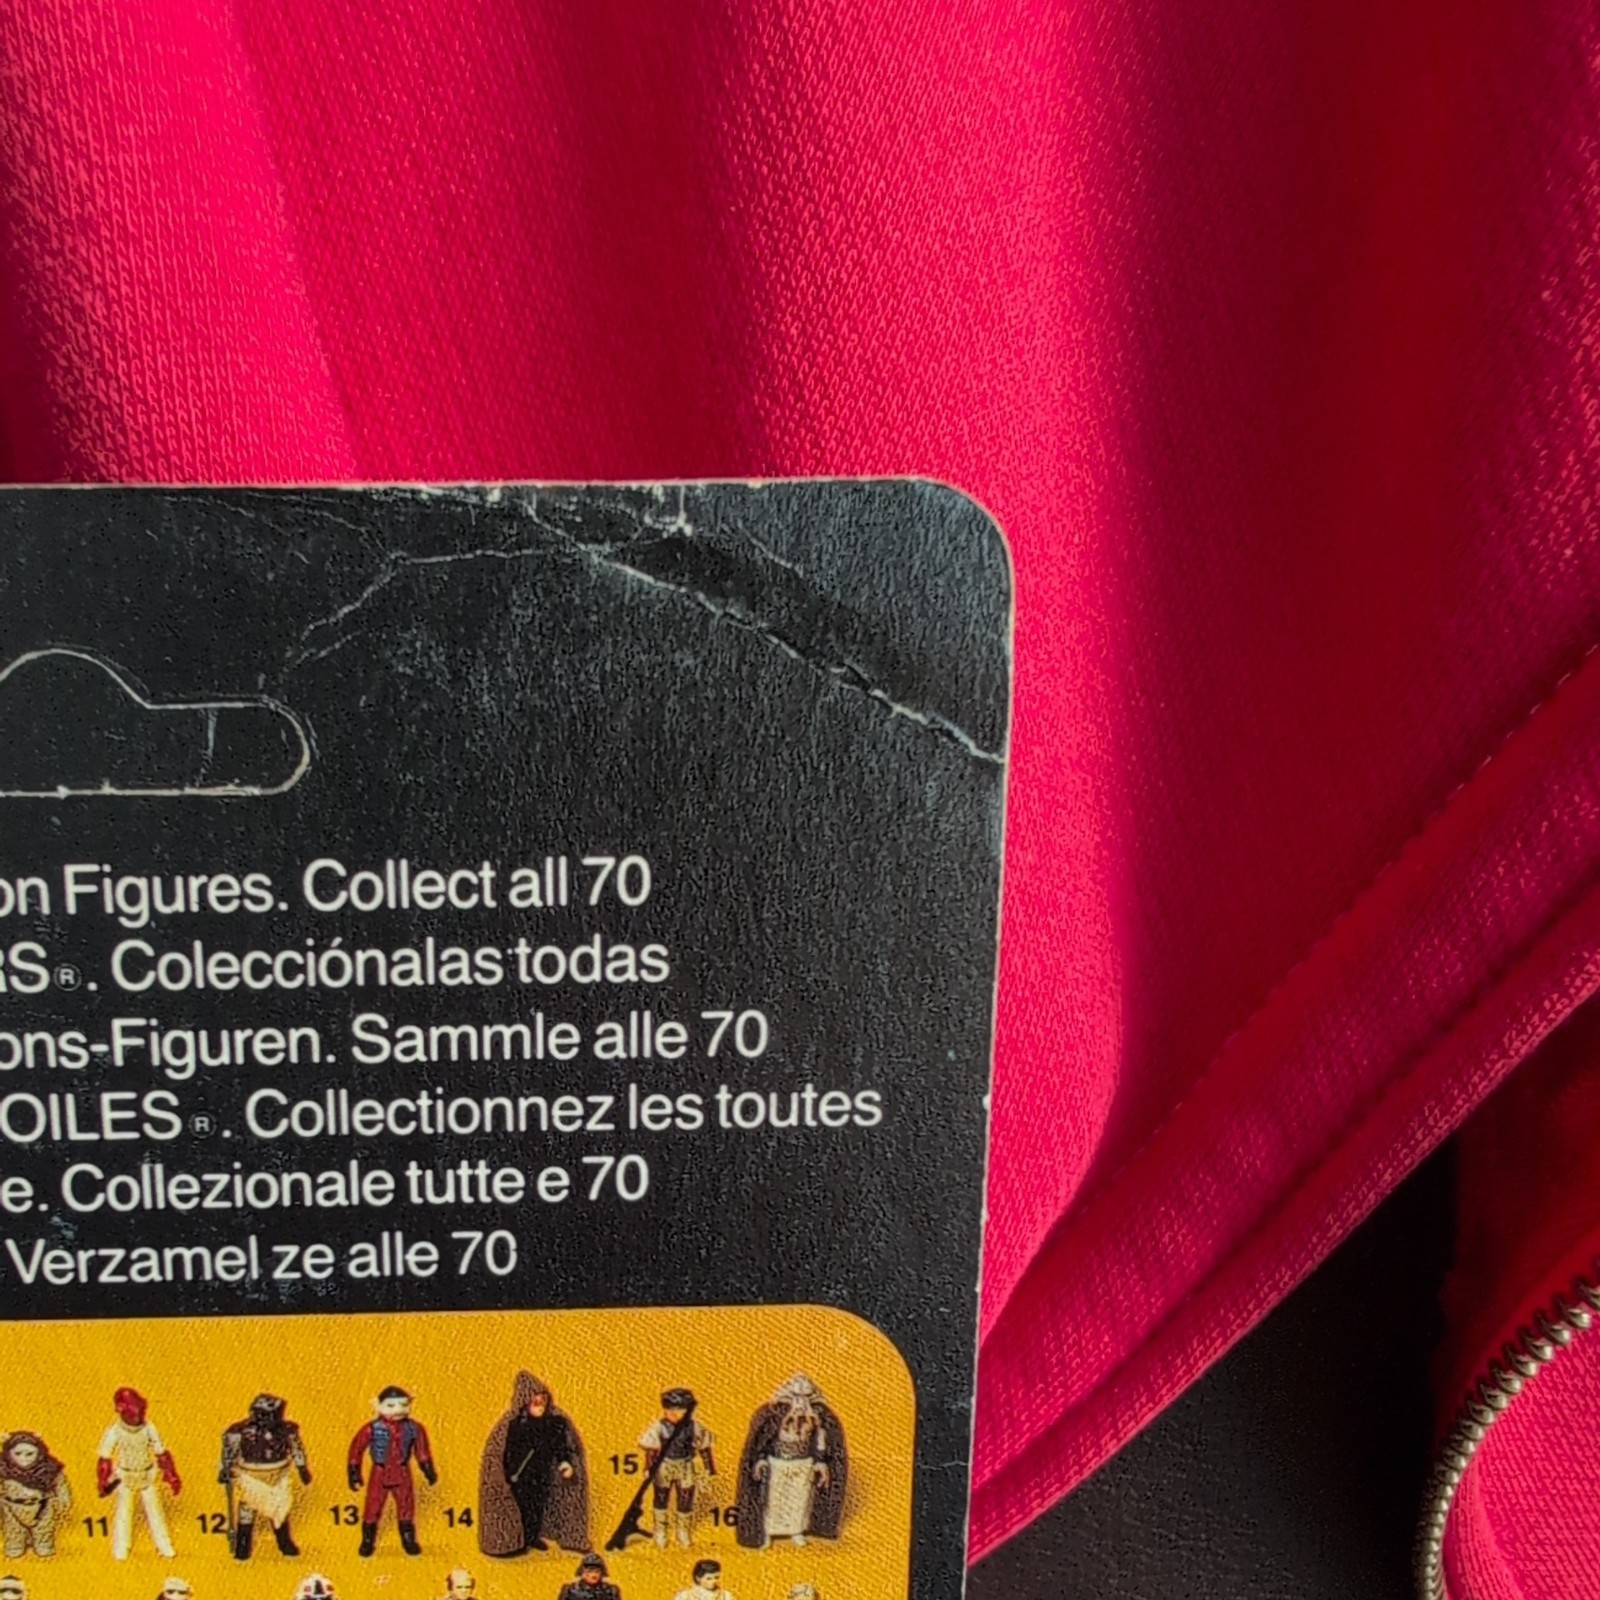 on Figures. Collect all 70
RS®. Colecciónalas todas
ons-Figuren. Sammle alle 70
OILES®. Collectionnez les toutes
e. Collezionale tutte e 70
Verzamel ze alle 70
11 12 13 14 15 16